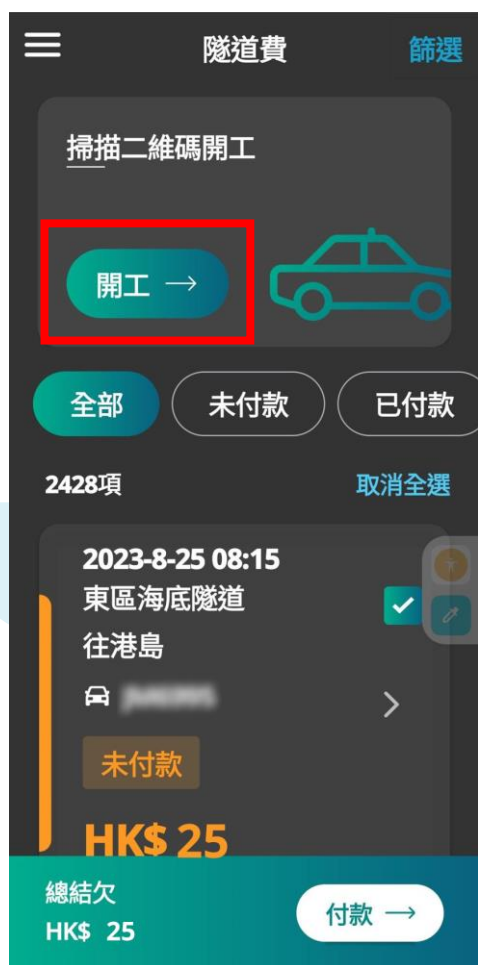 隧道費
篩選
掃描二維碼開工
開工 →
全部
未付款
已付款
2428項
取消全選
2023-8-25 08:15
東區海底隧道
往港島
未付款
HK$ 25
總結欠
HK$ 25
付款 →